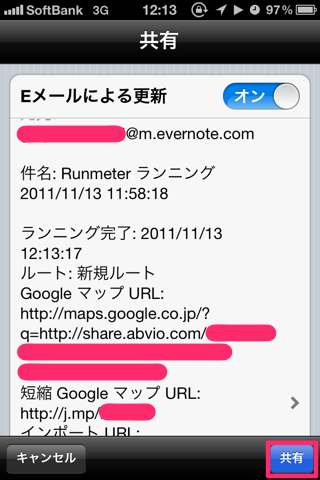 SoftBank 3G 12:13 97%
共有
Eメールによる更新 オン
@m.evernote.com
件名: Runmeter ランニング
2011/11/13 11:58:18
ランニング完了: 2011/11/13
12:13:17
ルート: 新規ルート
Google マップ URL:
http://maps.google.co.jp/?
q=http://share.abvio.com/
短縮 Google マップ URL:
http://j.mp/
インポート URL:
キャンセル 共有